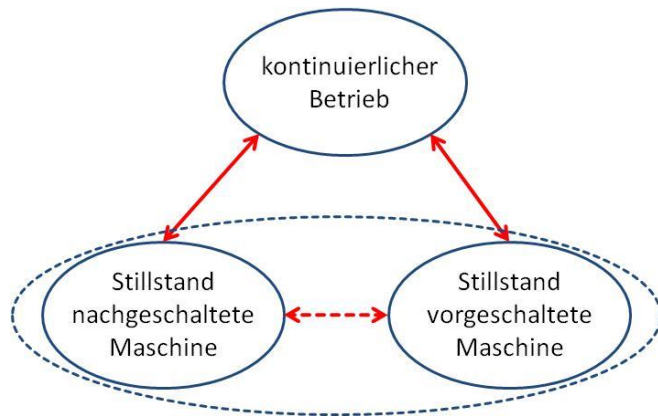 kontinuierlicher
Betrieb
Stillstand
nachgeschaltete
Maschine
Stillstand
vorgeschaltete
Maschine